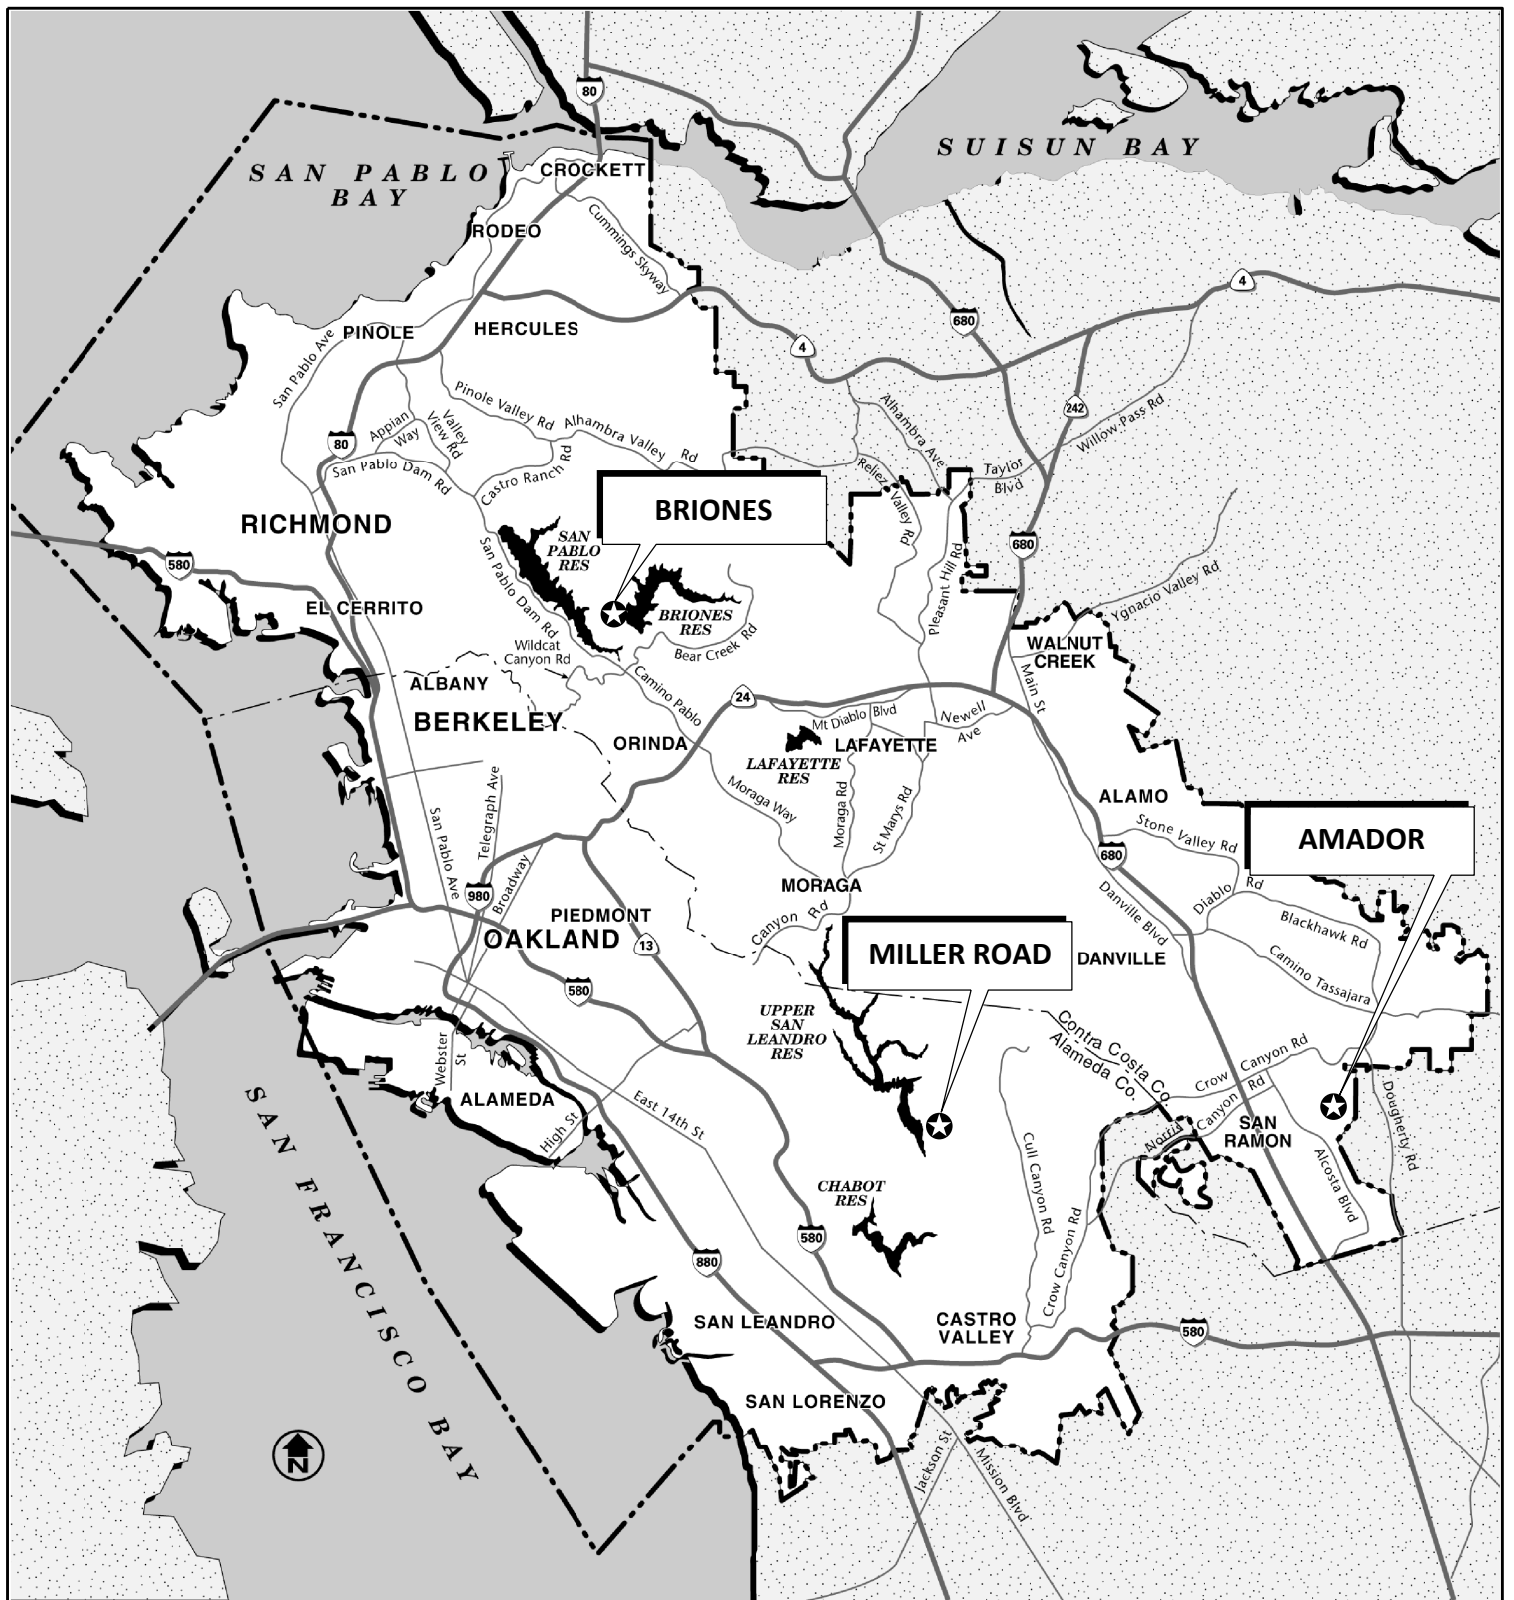 80
SUISUN BAY
SAN PABLO
BAY
CROCKETT
RODEO
Cummings Skyway
4
680
HERCULES
PINOLE
San Pablo Ave
4
242
Willow Pass Rd
Alhambra Ave
Pinole Valley Rd
Alhambra Valley Rd
Appian
Way
Valley
View Rd
80
San Pablo Dam Rd
Castro Ranch Rd
Reliez Valley Rd
Taylor
Blvd
BRIONES
RICHMOND
SAN
PABLO
RES
San Pablo Dam Rd
680
580
Pleasant Hill Rd
Ygnacio Valley Rd
EL CERRITO
BRIONES
RES
Bear Creek Rd
Wildcat
Canyon Rd
WALNUT
CREEK
Main St
ALBANY
Camino Pablo
24
BERKELEY
Mt Diablo Blvd
Newell
Ave
ORINDA
LAFAYETTE
LAFAYETTE
RES
Moraga Way
Moraga Rd
St Marys Rd
ALAMO
Telegraph Ave
San Pablo Ave
Stone Valley Rd
AMADOR
680
980
Broadway
MORAGA
Danville Blvd
Diablo Rd
Blackhawk Rd
PIEDMONT
OAKLAND
13
Canyon Rd
MILLER ROAD
DANVILLE
Camino Tassajara
580
UPPER
SAN
LEANDRO
RES
Contra Costa Co.
Alameda Co.
Crow Canyon Rd
Webster
St
ALAMEDA
High St
East 14th St
Norris Canyon Rd
SAN
RAMON
Dougherty Rd
Alcosta Blvd
Cull Canyon Rd
Crow Canyon Rd
SAN FRANCISCO BAY
CHABOT
RES
580
880
SAN LEANDRO
CASTRO
VALLEY
580
SAN LORENZO
Jackson St
Mission Blvd
N